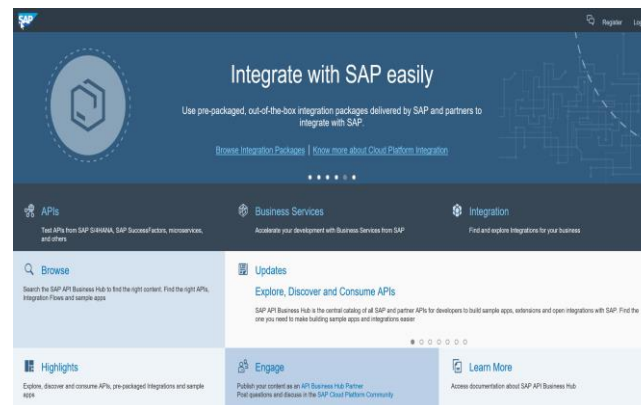 SAP
Register
Integrate with SAP easily
Use pre-packaged, out-of-the-box integration packages delivered by SAP and partners to
integrate with SAP.
Browse Integration Packages | Know more about Cloud Platform Integration
APIs
Test APIs from SAP S/4HANA, SAP SuccessFactors, microservices,
and others
Business Services
Accelerate your development with Business Services from SAP
Integration
Find and explore Integrations for your business
Browse
Search the SAP API Business Hub to find the right content. Find the right APIs,
Integration Flows and sample apps
Updates
Explore, Discover and Consume APIs
SAP API Business Hub is the central catalog of all SAP and partner APIs for developers to build sample apps, extensions and open integrations with SAP. Find the
one you need to make building sample apps and integrations easier
Highlights
Explore, discover and consume APIs, pre-packaged Integrations and sample
apps
Engage
Publish your content as an API Business Hub Partner
Post questions and discuss in the SAP Cloud Platform Community
Learn More
Access documentation about SAP API Business Hub